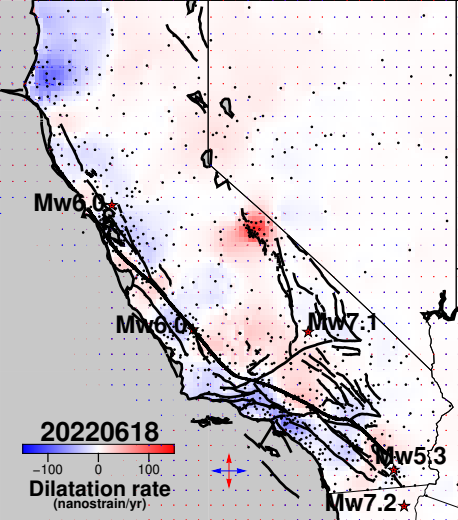 Mw6.0
Mw6.0
Mw7.1
20220618
−100 0 100
Dilatation rate
(nanostrain/yr)
Mw5.3
Mw7.2